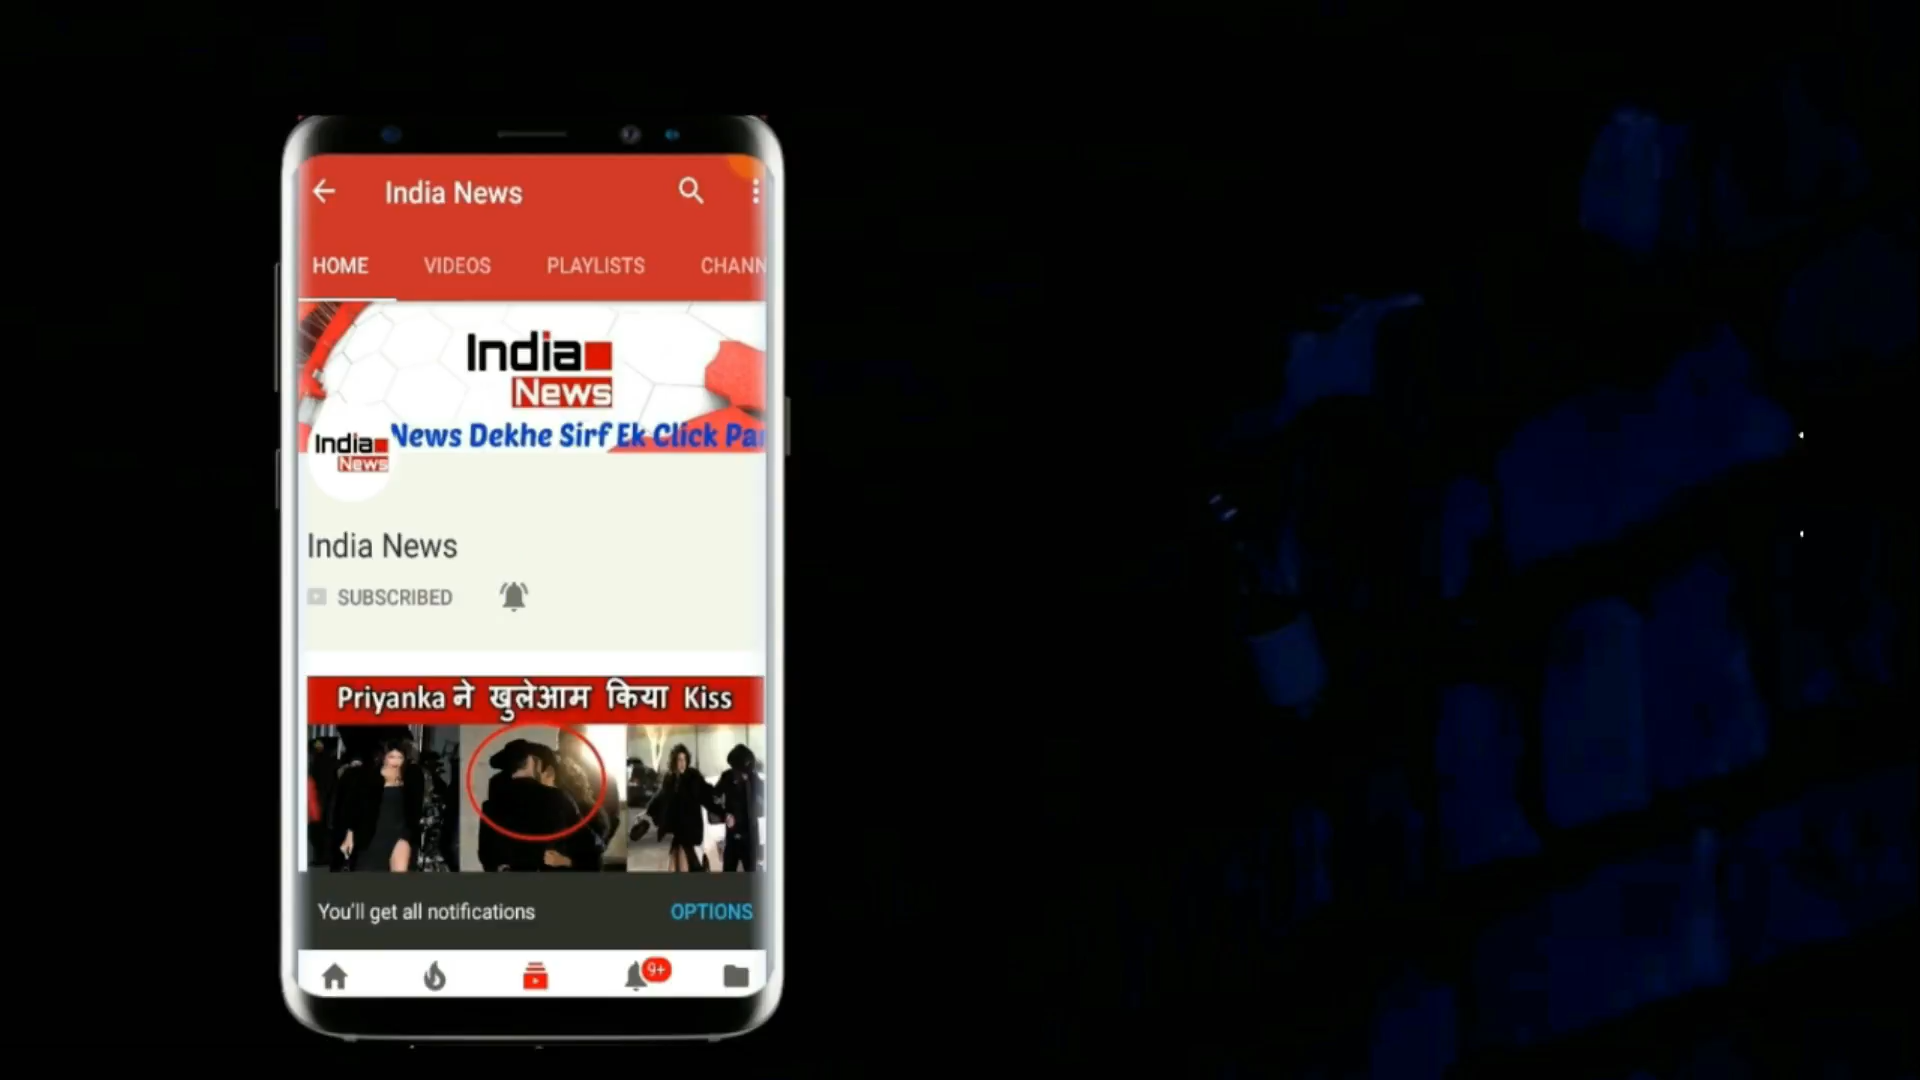 India News
HOME VIDEOS PLAYLISTS CHANN
India
News
News Dekhe Sirf Ek Click Par
India
News
India News
SUBSCRIBED
Priyanka ने खुलेआम किया Kiss
You'll get all notifications OPTIONS
9+